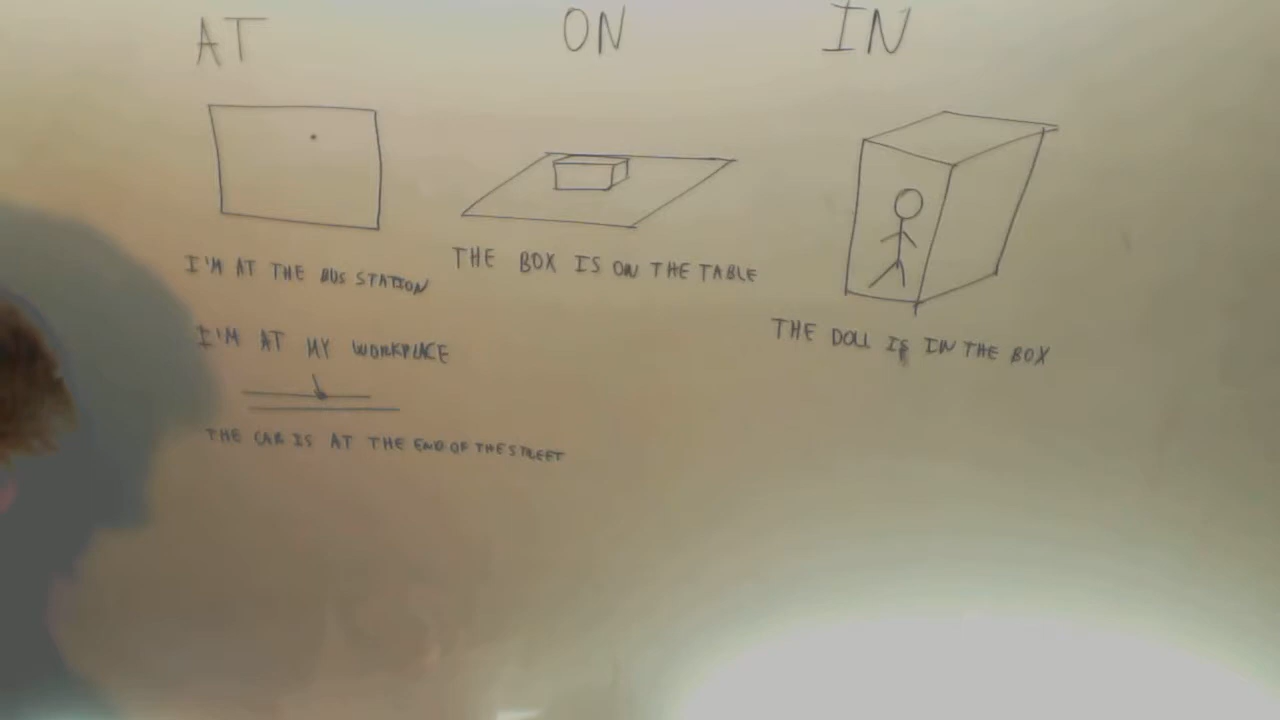 AT
ON
IN
I'M AT THE BUS STATION
THE BOX IS ON THE TABLE
THE DOLL IS IN THE BOX
I'M AT MY WORKPLACE
THE CAR IS AT THE END OF THE STREET